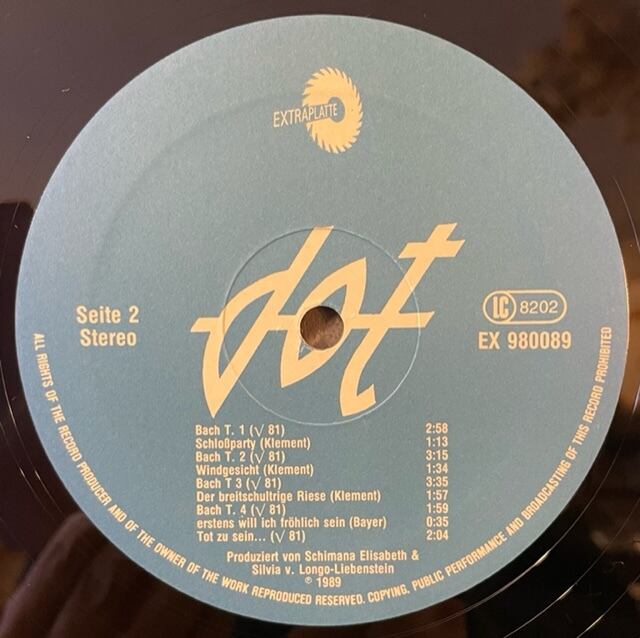 EXTRAPLATTE
dot
Seite 2
Stereo
LC 8202
EX 980089
Bach T. 1 (√ 81) 2:58
Schloßparty (Klement) 1:13
Bach T. 2 (√ 81) 3:15
Windgesicht (Klement) 1:34
Bach T 3 (√ 81) 3:35
Der breitschultrige Riese (Klement) 1:57
Bach T. 4 (√ 81) 1:59
erstens will ich fröhlich sein (Bayer) 0:35
Tot zu sein... (√ 81) 2:04
Produziert von Schimana Elisabeth &
Silvia v. Longo-Liebenstein
℗ 1989
ALL RIGHTS OF THE RECORD PRODUCER AND OF THE OWNER OF THE WORK REPRODUCED RESERVED. COPYING, PUBLIC PERFORMANCE AND BROADCASTING OF THIS RECORD PROHIBITED